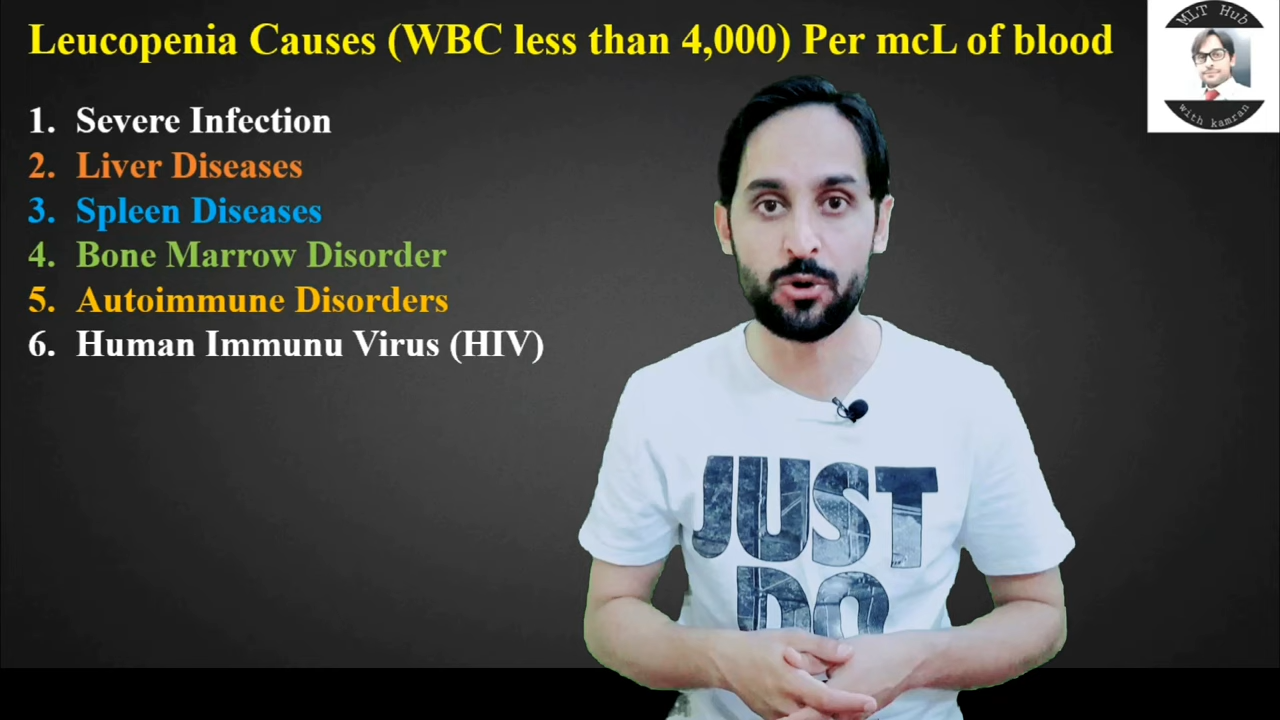 Leucopenia Causes (WBC less than 4,000) Per mcL of blood
MLT Hub
with kamran
1. Severe Infection
2. Liver Diseases
3. Spleen Diseases
4. Bone Marrow Disorder
5. Autoimmune Disorders
6. Human Immunu Virus (HIV)
JUST
DO